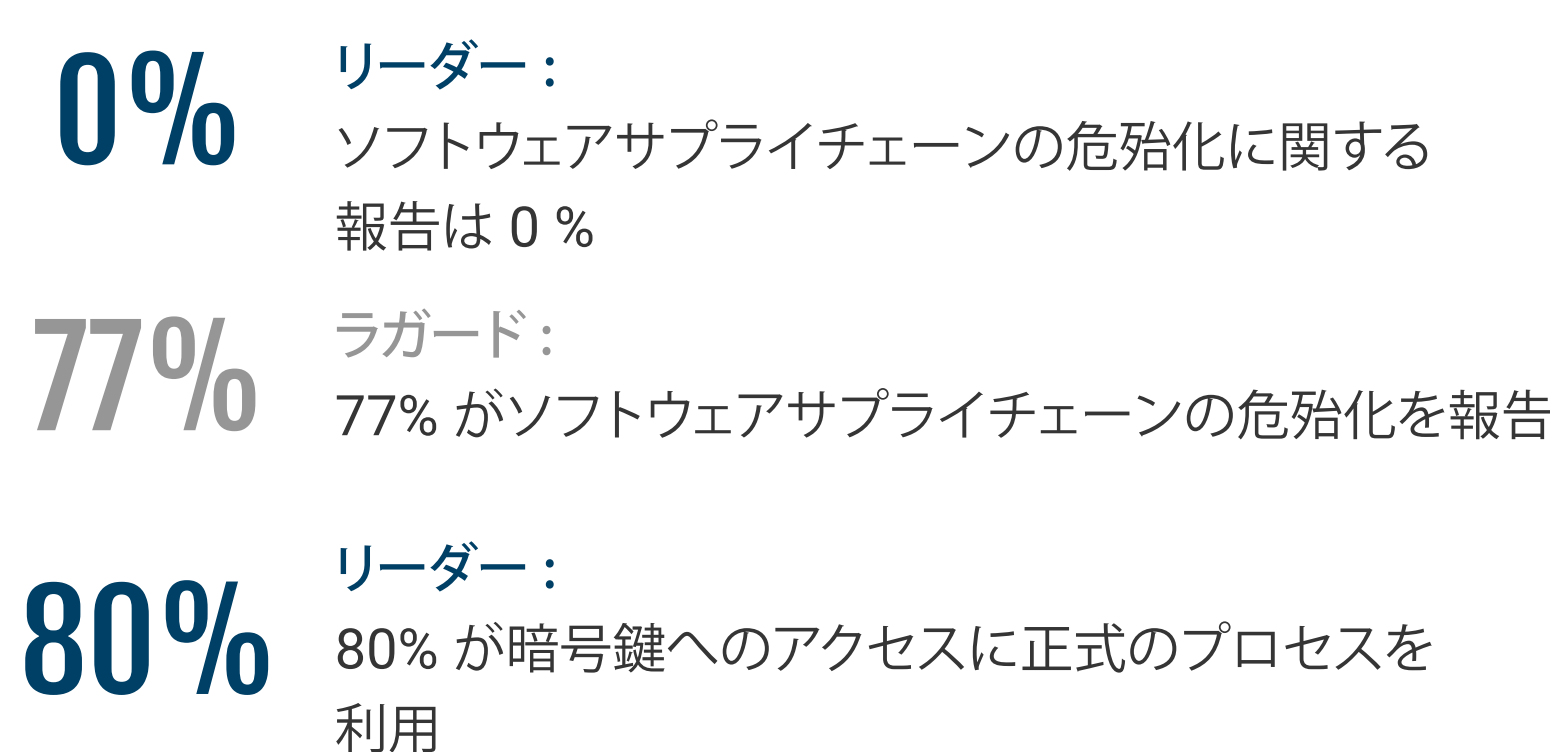 0%
リーダー：
ソフトウェアサプライチェーンの危殆化に関する
報告は 0 %
77%
ラガード：
77% がソフトウェアサプライチェーンの危殆化を報告
80%
リーダー：
80% が暗号鍵へのアクセスに正式のプロセスを
利用